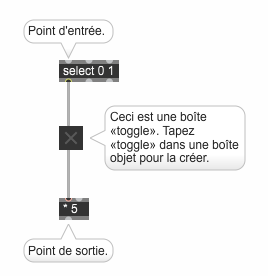 Point d'entrée.
select 0 1
Ceci est une boîte
«toggle». Tapez
«toggle» dans une boîte
objet pour la créer.
* 5
Point de sortie.